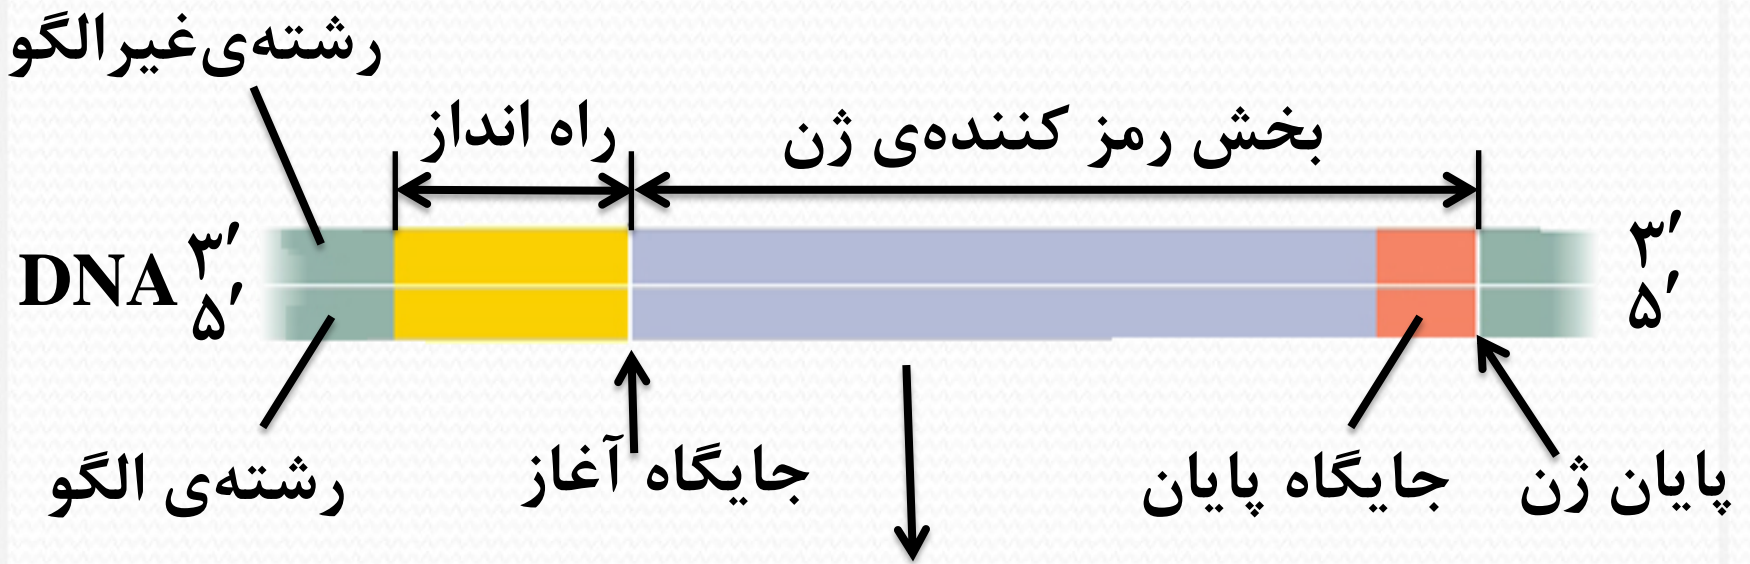 رشته‌ی‌غیرالگو
راه انداز
بخش رمز کننده‌ی ژن
DNA
۳′
۵′
۳′
۵′
رشته‌ی الگو
جایگاه آغاز
جایگاه پایان
پایان ژن